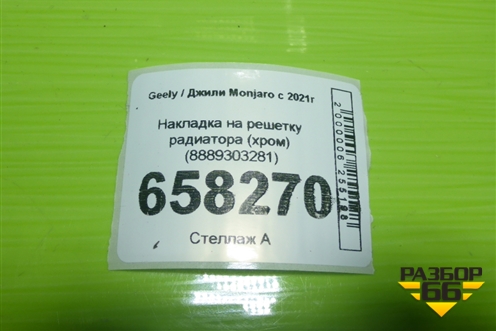 Geely / Джили Monjaro с 2021г
Накладка на решетку
радиатора (хром)
(8889303281)
658270
Стеллаж А
2000006255188
РАЗБОР
66